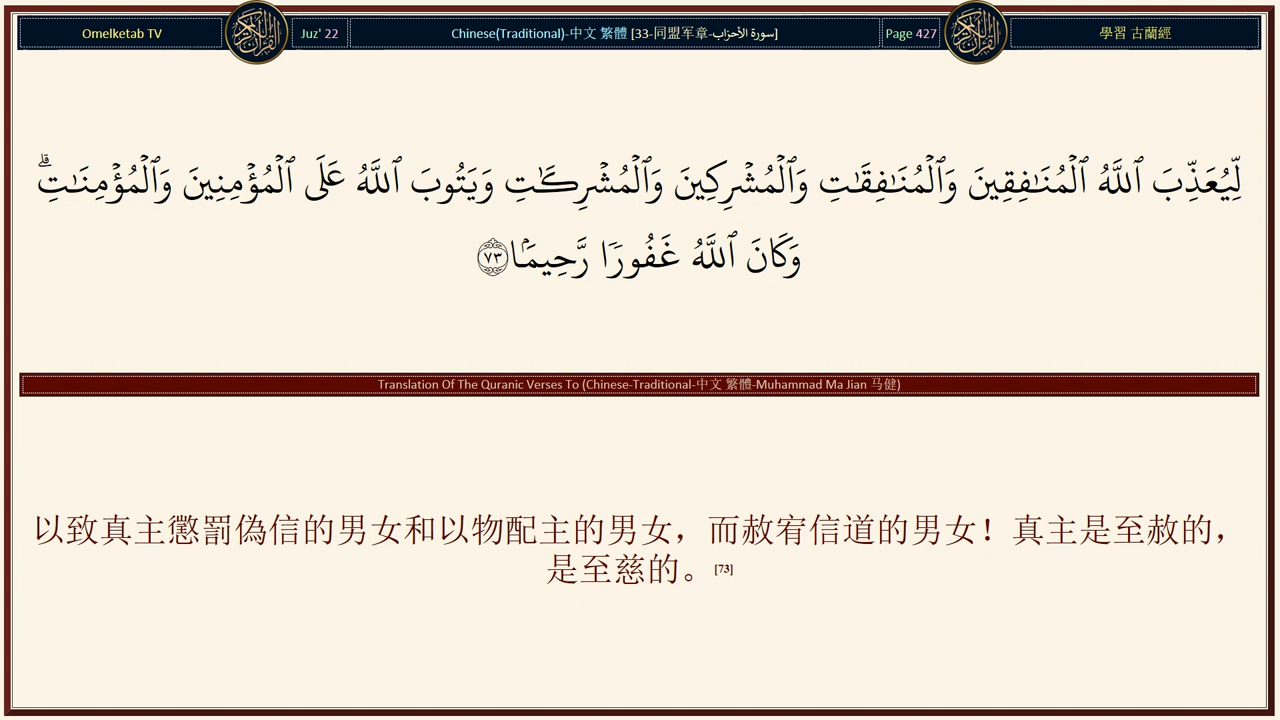 Omelketab TV
Juz' 22
Chinese(Traditional)-中文 繁體 [33-同盟军章-سورة الأحزاب]
Page 427
學習 古蘭經
لِّيُعَذِّبَ ٱللَّهُ ٱلْمُنَـٰفِقِينَ وَٱلْمُنَـٰفِقَـٰتِ وَٱلْمُشْرِكِينَ وَٱلْمُشْرِكَـٰتِ وَيَتُوبَ ٱللَّهُ عَلَى ٱلْمُؤْمِنِينَ وَٱلْمُؤْمِنَـٰتِ ۗ
وَكَانَ ٱللَّهُ غَفُورًا رَّحِيمًۢا ٧٣
Translation Of The Quranic Verses To (Chinese-Traditional-中文 繁體-Muhammad Ma Jian 马健)
以致真主懲罰偽信的男女和以物配主的男女，而赦宥信道的男女！真主是至赦的，
是至慈的。[73]